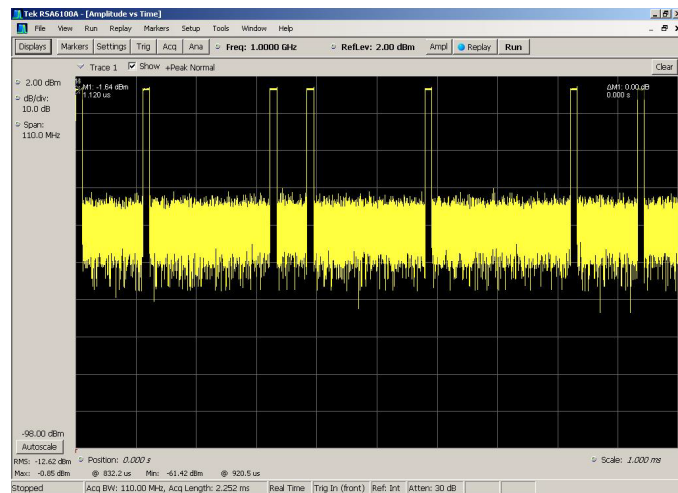 Tek RSA6100A - [Amplitude vs Time]
File View Run Replay Markers Setup Tools Window Help
Displays Markers Settings Trig Acq Ana Freq: 1.0000 GHz RefLev: 2.00 dBm Ampl Replay Run
Trace 1 Show +Peak Normal Clear
2.00 dBm
dB/div:
10.0 dB
Span:
110.0 MHz
M1: -1.64 dBm
1.120 us
ΔM1: 0.00 dB
0.000 s
-98.00 dBm
Autoscale
RMS: -12.62 dBm Position: 0.000 s Scale: 1.000 ms
Max: -0.85 dBm @ 832.2 us Min: -61.42 dBm @ 920.5 us
Stopped Acq BW: 110.00 MHz, Acq Length: 2.252 ms Real Time Trig In (front) Ref: Int Atten: 30 dB